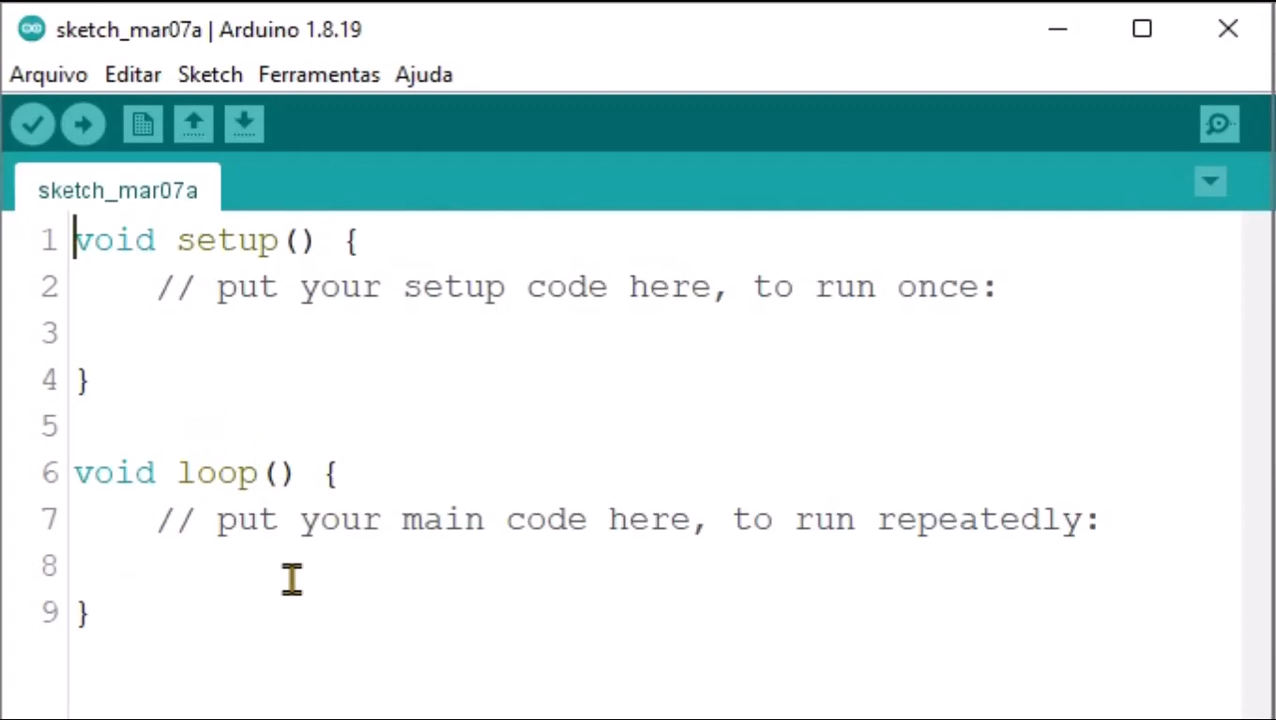 sketch_mar07a | Arduino 1.8.19
Arquivo Editar Sketch Ferramentas Ajuda
sketch_mar07a
1 void setup() {
2 // put your setup code here, to run once:
3
4 }
5
6 void loop() {
7 // put your main code here, to run repeatedly:
8
9 }